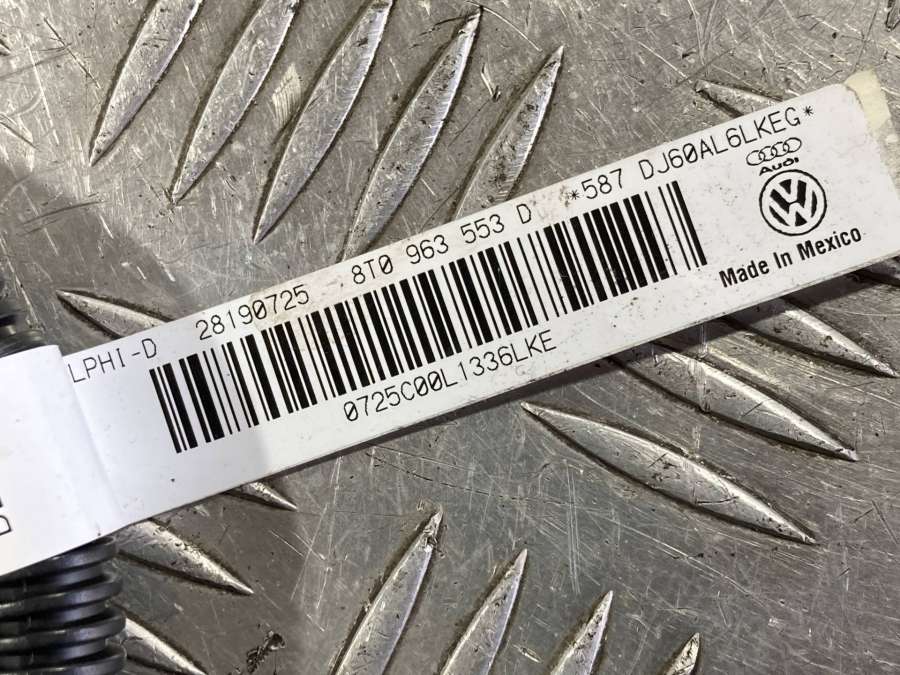 LPHI-D 28190725 8T0 963 553 D *587 DJ60AL6LKEG*
0725C00L1336LKE
Audi
Made In Mexico